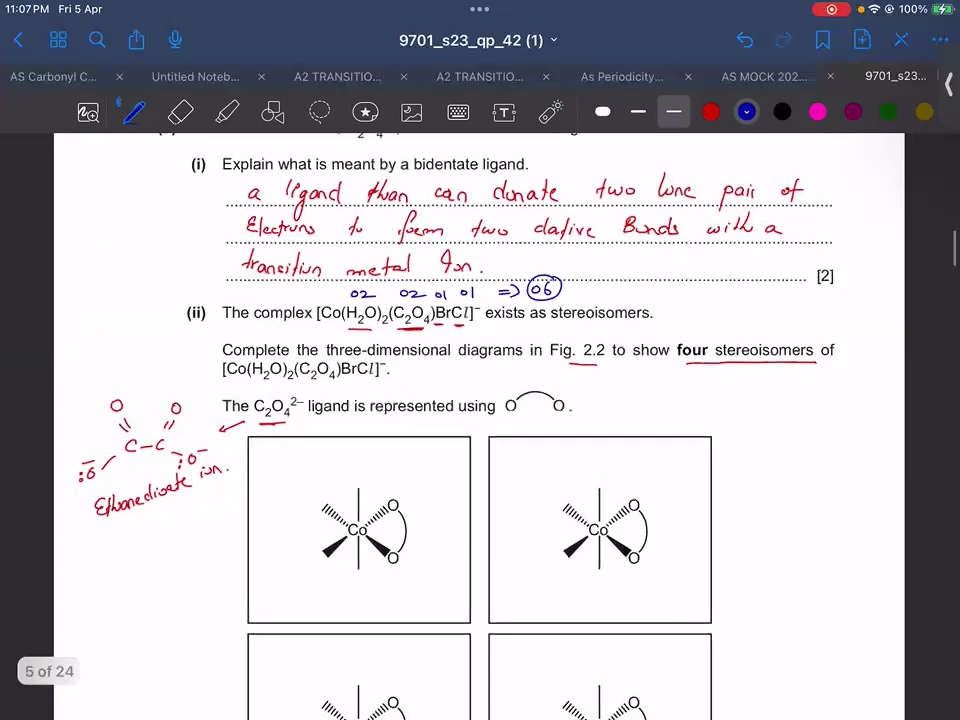 11:07PM Fri 5 Apr
100%
9701_s23_qp_42 (1)
AS Carbonyl C...
Untitled Noteb...
A2 TRANSITIO...
A2 TRANSITIO...
As Periodicity...
AS MOCK 202...
9701_s23...
(i) Explain what is meant by a bidentate ligand.
a ligand than can donate two lone pair of
Electrons to form two dative Bonds with a
transition metal Ion.
[2]
02 02 01 01 => 06
(ii) The complex [Co(H₂O)₂(C₂O₄)BrCl]⁻ exists as stereoisomers.
Complete the three-dimensional diagrams in Fig. 2.2 to show four stereoisomers of
[Co(H₂O)₂(C₂O₄)BrCl]⁻.
The C₂O₄²⁻ ligand is represented using O O.
O O
C–C
:O⁻ O⁻
Ethanedioate ion.
O O
Co Co
O O
O O
5 of 24